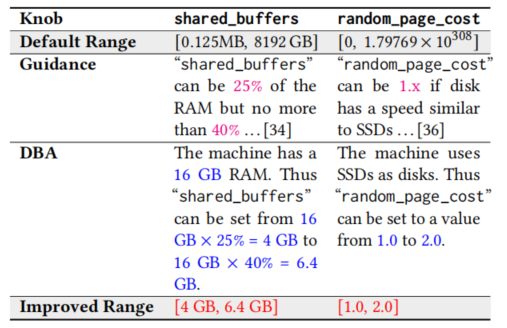 Knob shared_buffers random_page_cost
Default Range [0.125MB, 8192 GB] [0, 1.79769 × 10^308]
Guidance “shared_buffers” “random_page_cost”
can be 25% of the can be 1.x if disk
RAM but no more has a speed similar
than 40% ... [34] to SSDs ... [36]
DBA The machine has a The machine uses
16 GB RAM. Thus SSDs as disks. Thus
“shared_buffers” “random_page_cost”
can be set from 16 can be set to a value
GB × 25% = 4 GB to from 1.0 to 2.0.
16 GB × 40% = 6.4
GB.
Improved Range [4 GB, 6.4 GB] [1.0, 2.0]